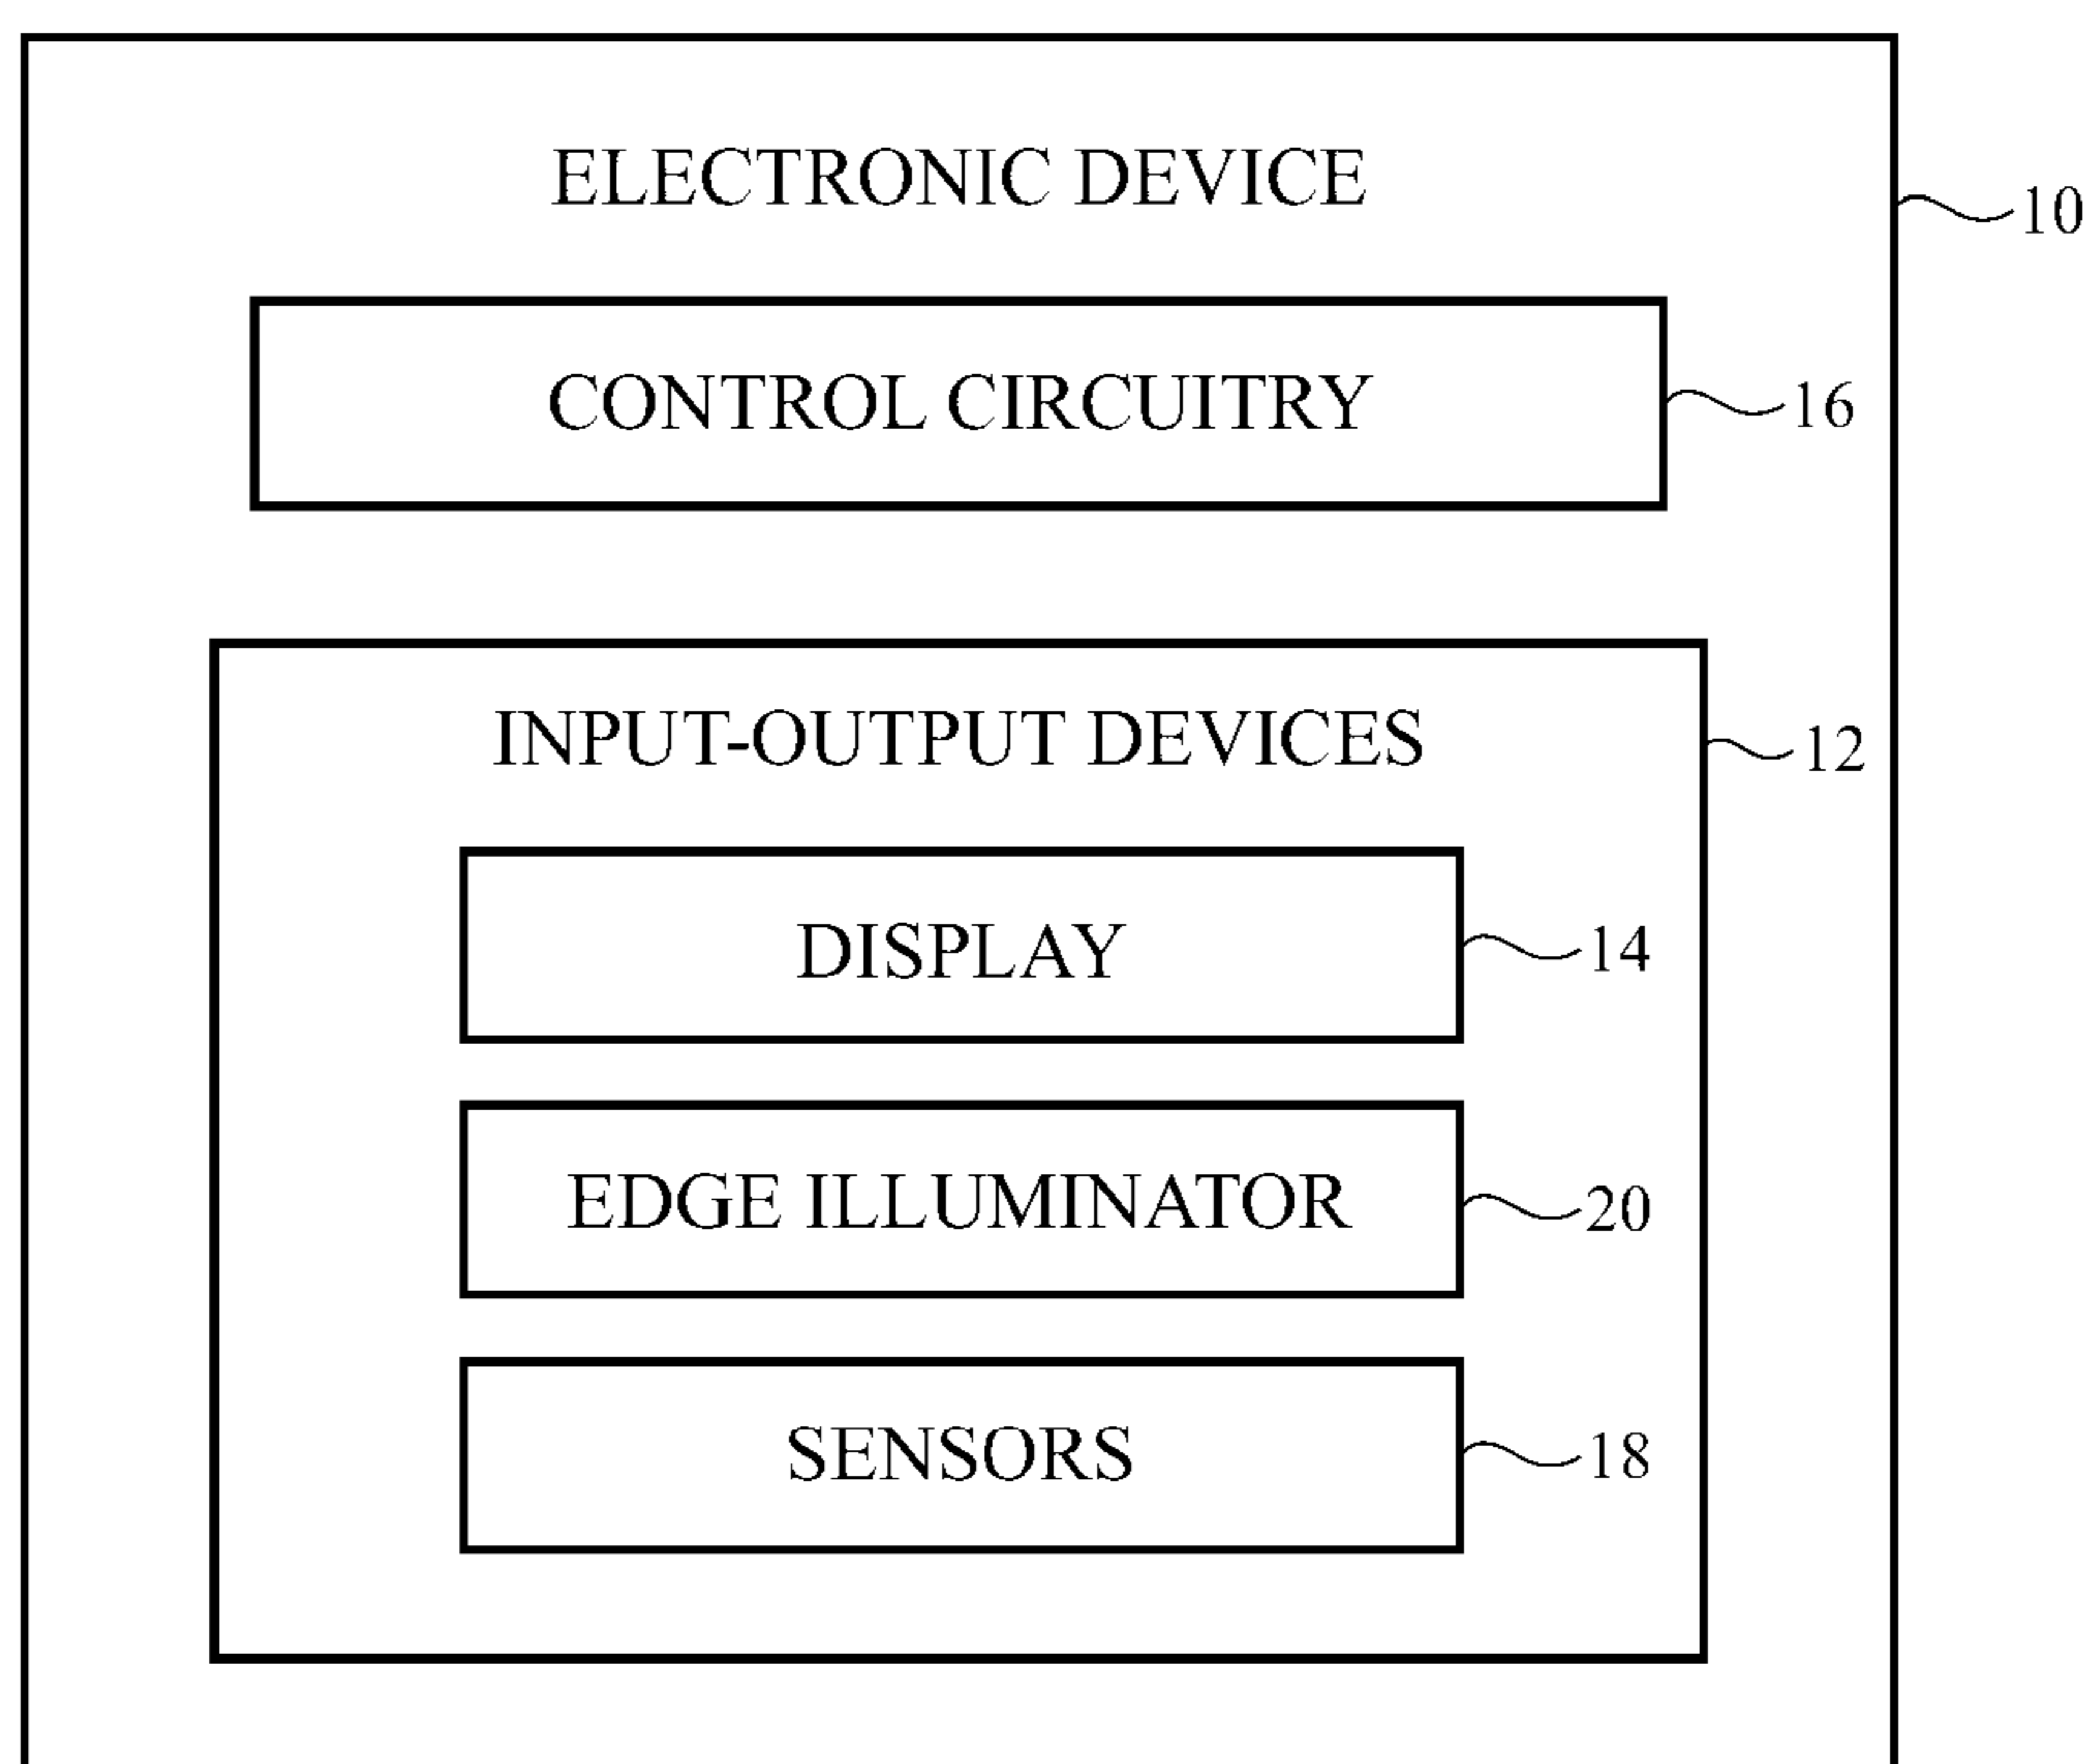 ELECTRONIC DEVICE
10
CONTROL CIRCUITRY
16
INPUT-OUTPUT DEVICES
12
DISPLAY
14
EDGE ILLUMINATOR
20
SENSORS
18